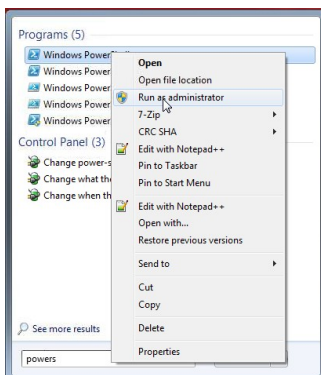 Programs (5)
Windows PowerShell
Windows Power
Windows Power
Windows Power
Windows Power
Control Panel (3)
Change power-s
Change what the
Change when th
See more results
powers
Open
Open file location
Run as administrator
7-Zip
CRC SHA
Edit with Notepad++
Pin to Taskbar
Pin to Start Menu
Edit with Notepad++
Open with...
Restore previous versions
Send to
Cut
Copy
Delete
Properties